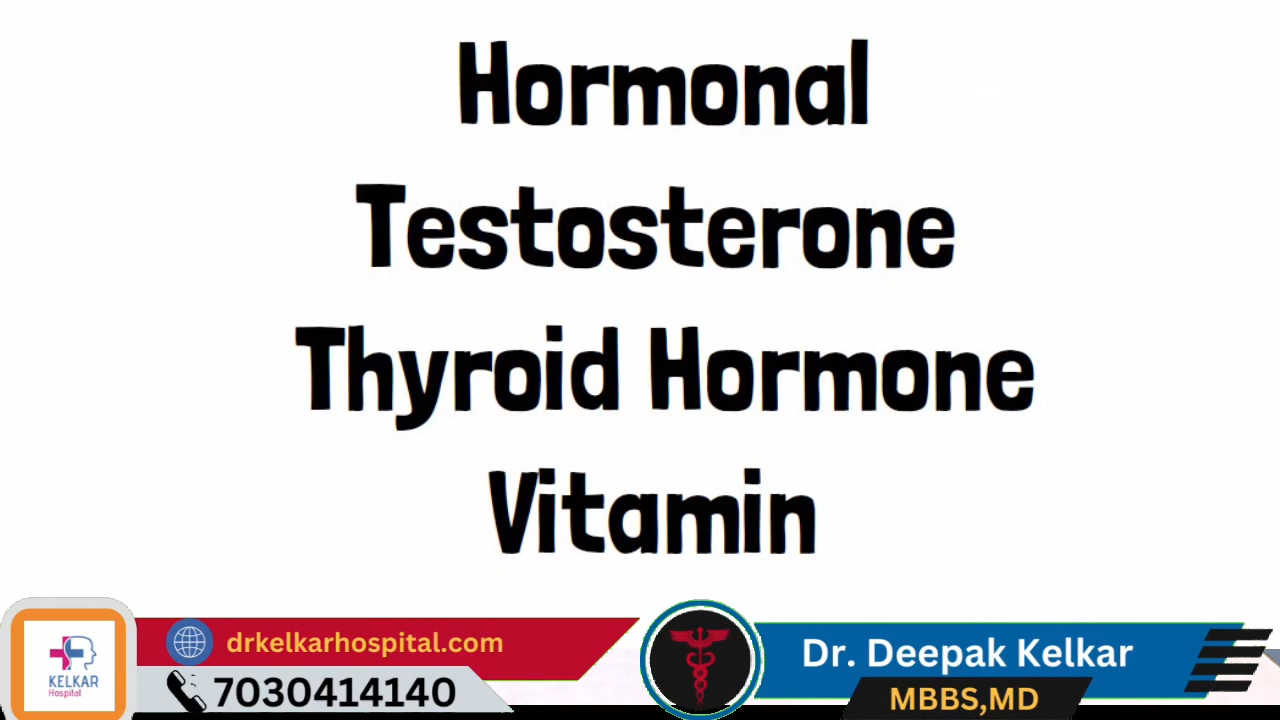 Hormonal
Testosterone
Thyroid Hormone
Vitamin
KELKAR
Hospital
drkelkarhospital.com
7030414140
Dr. Deepak Kelkar
MBBS,MD